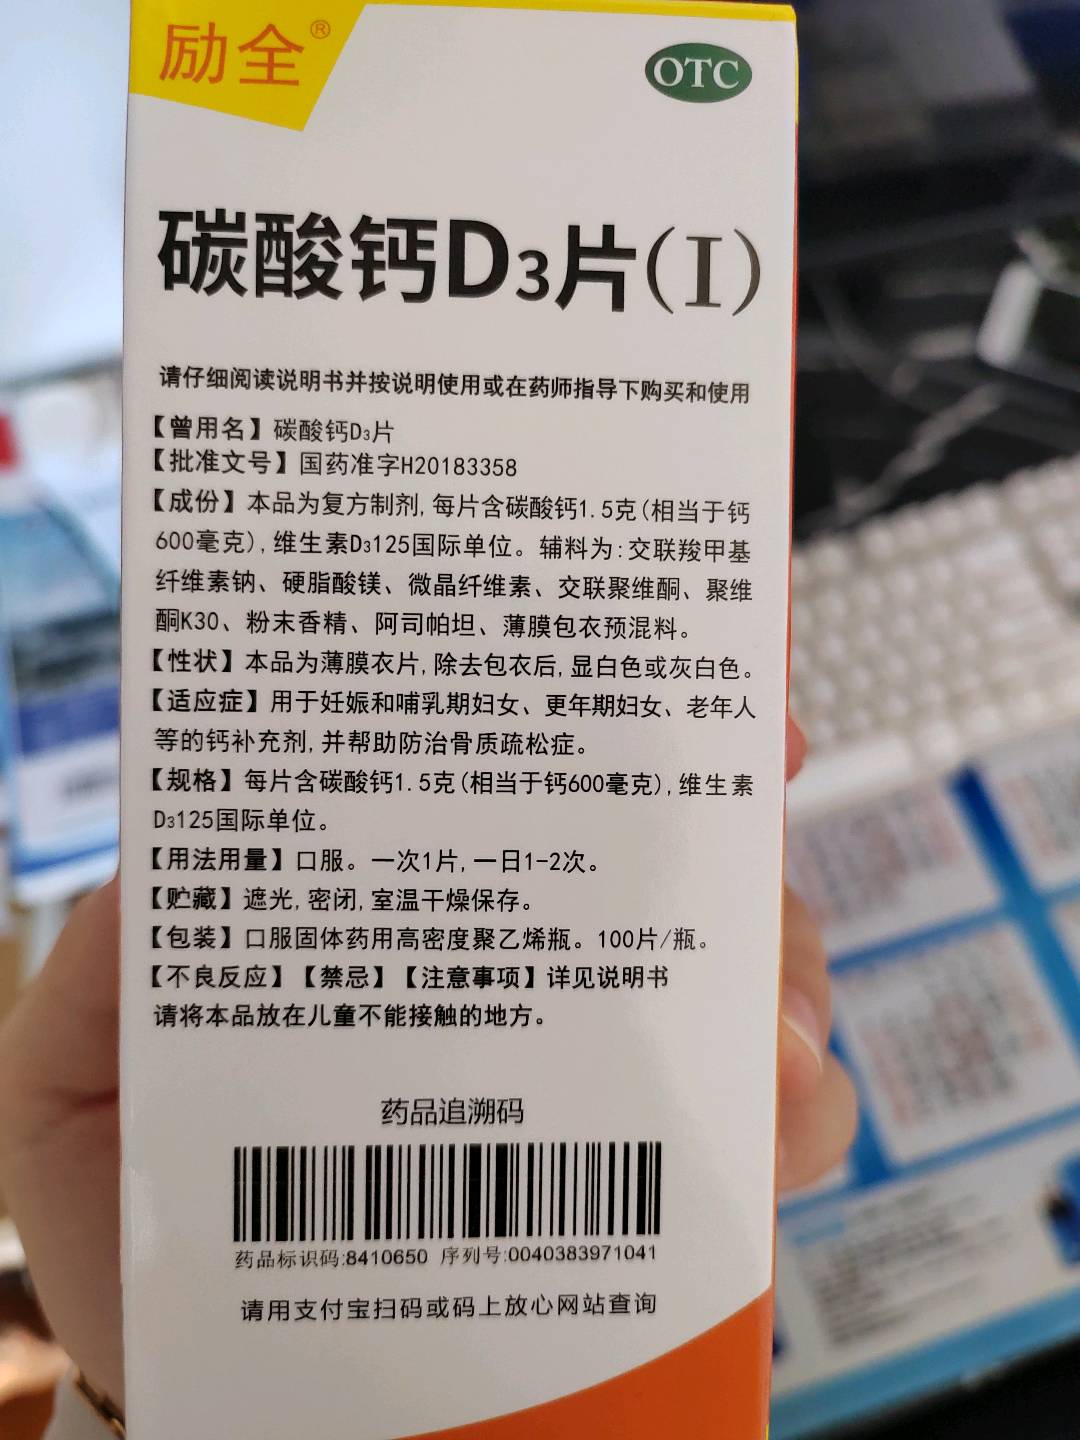 励全®
OTC
碳酸钙D3片(I)
请仔细阅读说明书并按说明使用或在药师指导下购买和使用
【曾用名】碳酸钙D3片
【批准文号】国药准字H20183358
【成份】本品为复方制剂,每片含碳酸钙1.5克(相当于钙
600毫克),维生素D3125国际单位。辅料为:交联羧甲基
纤维素钠、硬脂酸镁、微晶纤维素、交联聚维酮、聚维
酮K30、粉末香精、阿司帕坦、薄膜包衣预混料。
【性状】本品为薄膜衣片,除去包衣后,显白色或灰白色。
【适应症】用于妊娠和哺乳期妇女、更年期妇女、老年人
等的钙补充剂,并帮助防治骨质疏松症。
【规格】每片含碳酸钙1.5克(相当于钙600毫克),维生素
D3125国际单位。
【用法用量】口服。一次1片,一日1-2次。
【贮藏】遮光,密闭,室温干燥保存。
【包装】口服固体药用高密度聚乙烯瓶。100片/瓶。
【不良反应】【禁忌】【注意事项】详见说明书
请将本品放在儿童不能接触的地方。
药品追溯码
药品标识码:8410650 序列号:0040383971041
请用支付宝扫码或码上放心网站查询